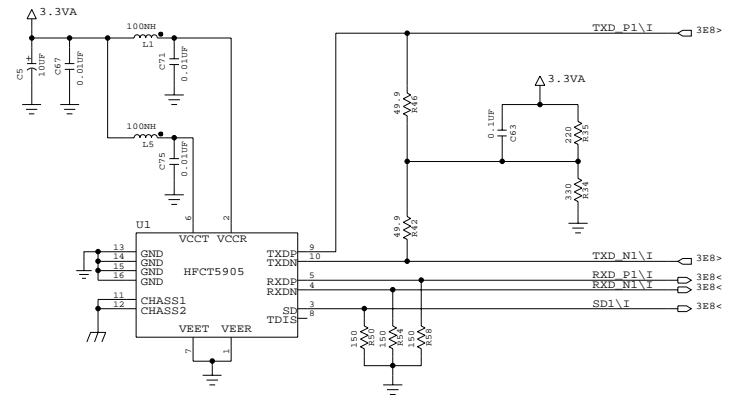 3.3VA
100NH
L1
C5
10UF
C67
0.01UF
C71
0.01UF
100NH
L5
C75
0.01UF
TXD_P1\I
3E8>
49.9
R46
3.3VA
0.1UF
C63
220
R35
330
R34
49.9
R42
U1
6
2
VCCT VCCR
13 GND
14 GND
15 GND
16 GND
11 CHASS1
12 CHASS2
HFCT5905
TXDP 9
TXDN 10
RXDP 5
RXDN 4
SD 3
TDIS 8
VEET VEER
7
1
TXD_N1\I
3E8>
RXD_P1\I
3E8<
RXD_N1\I
3E8<
SD1\I
3E8<
150
R50
150
R54
150
R58